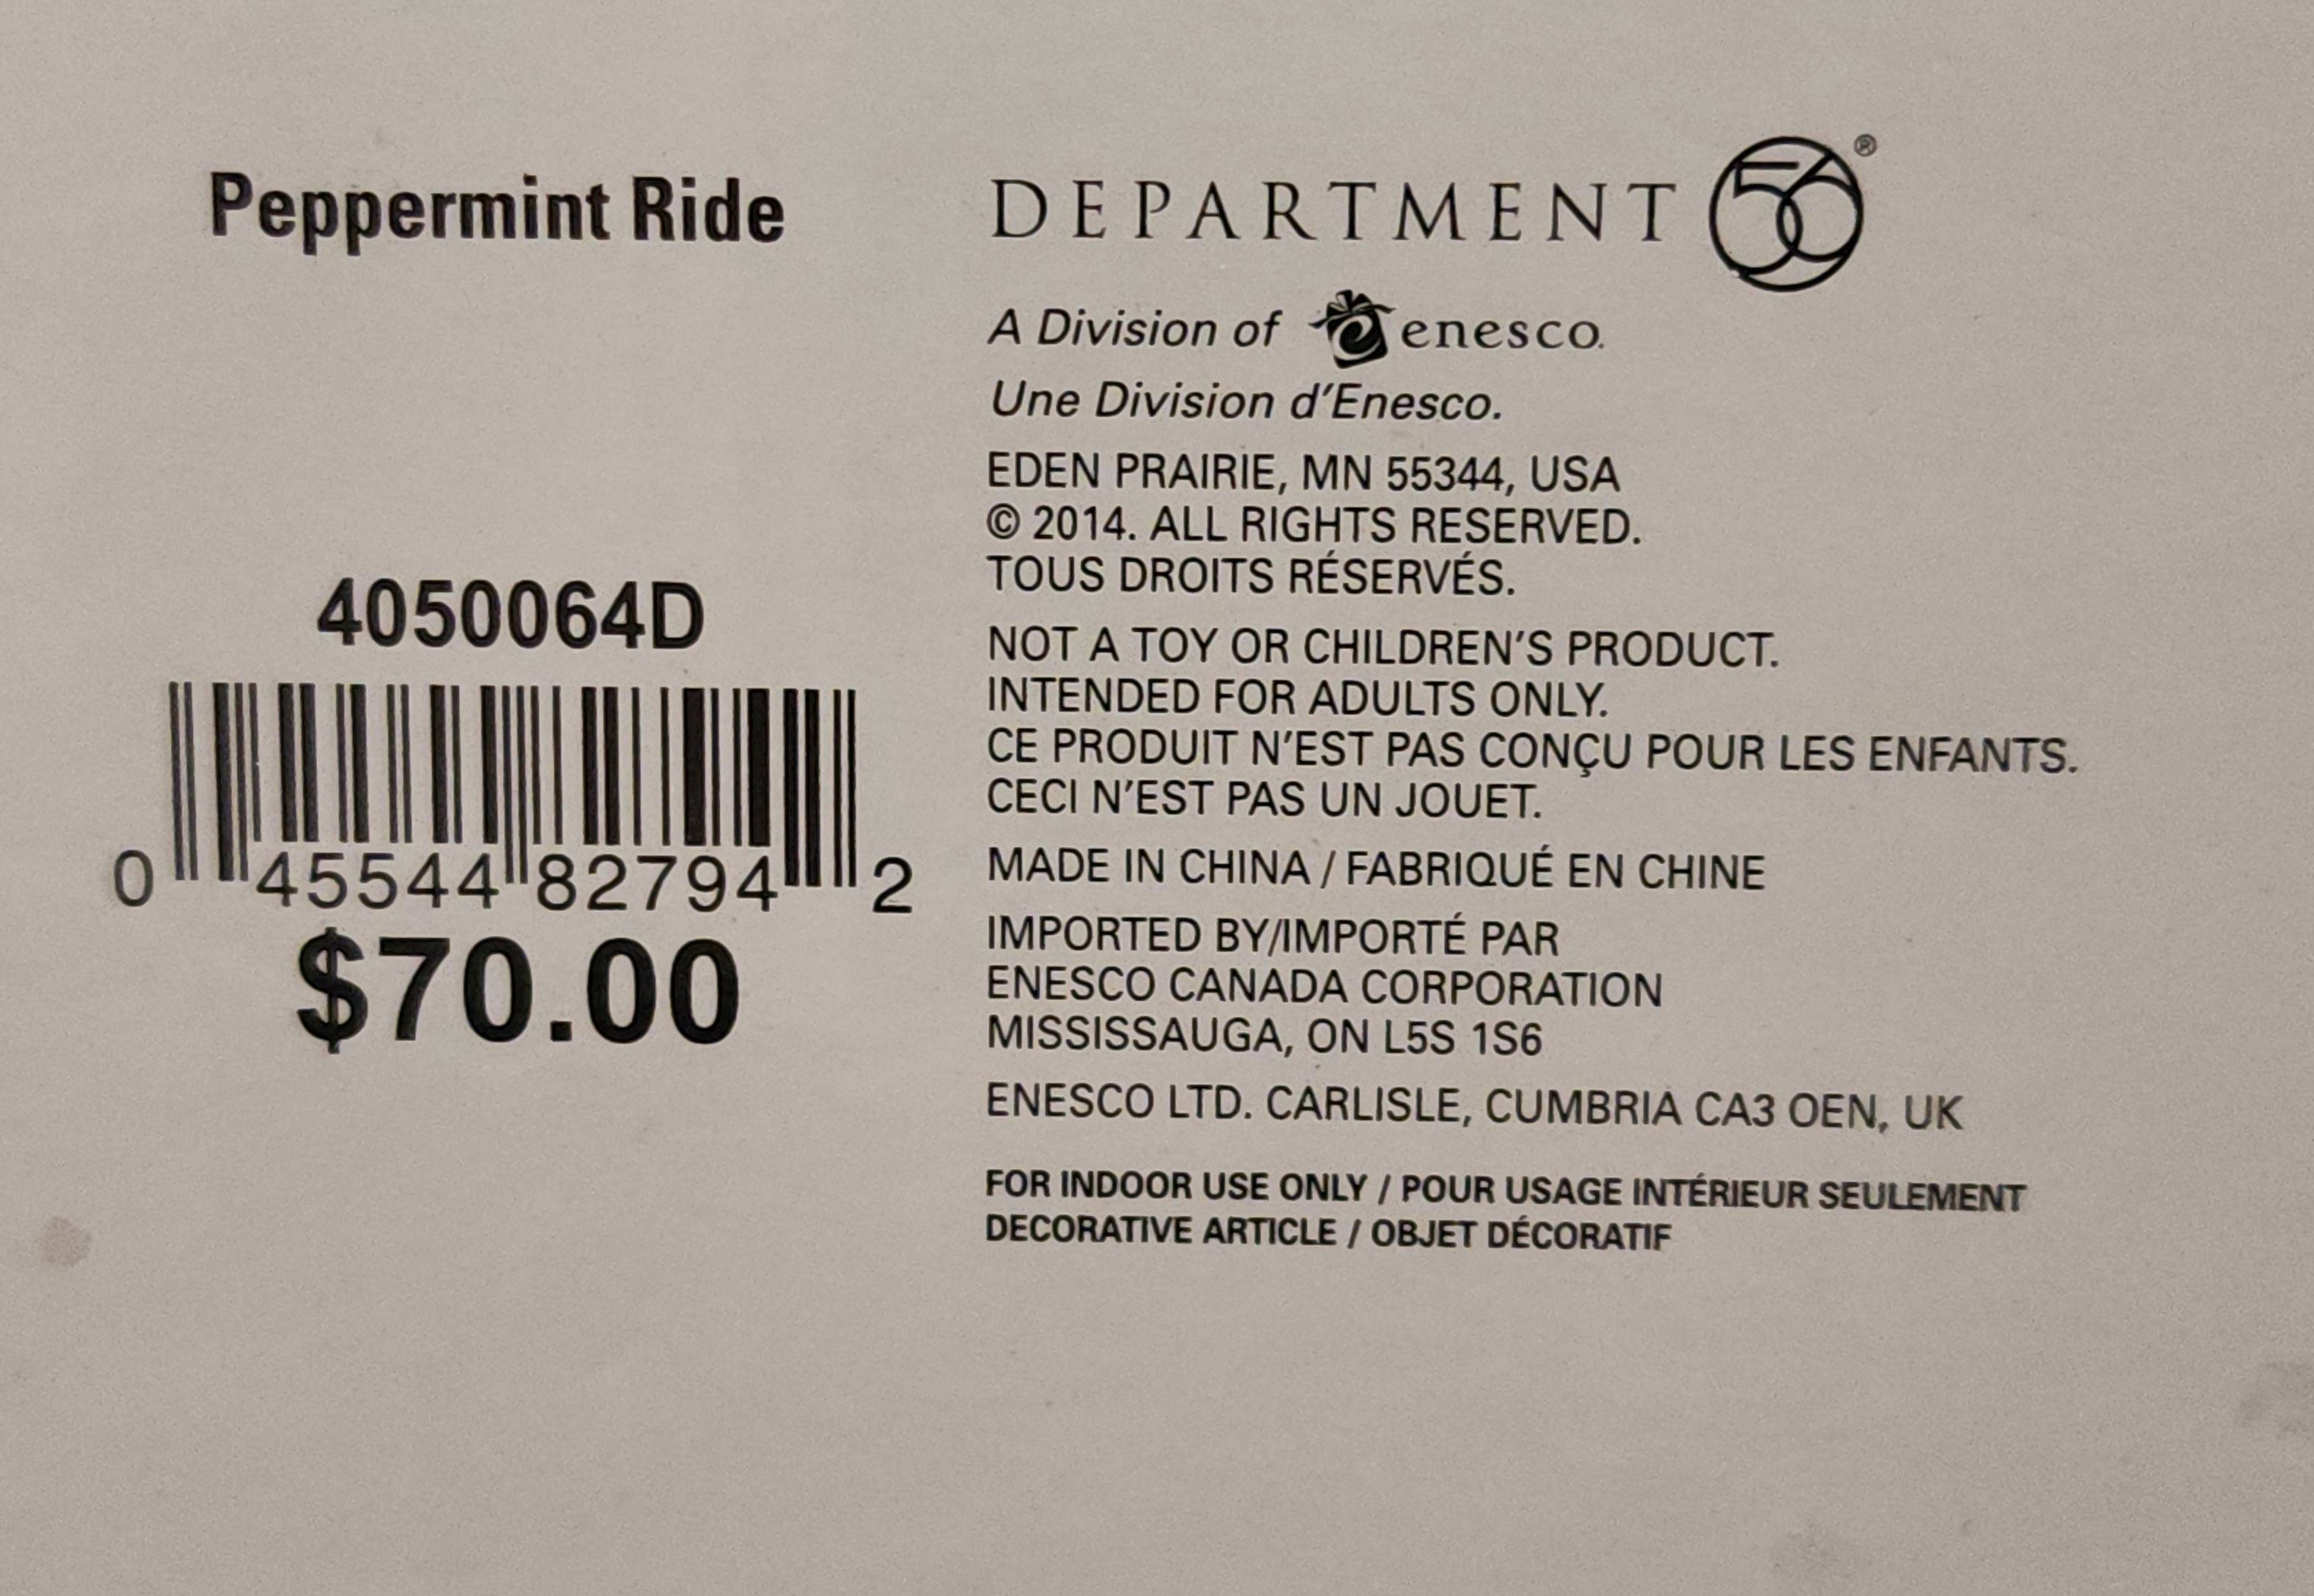 Peppermint Ride
4050064D
0 45544 82794 2
$70.00
DEPARTMENT 56®
A Division of enesco.
Une Division d'Enesco.
EDEN PRAIRIE, MN 55344, USA
© 2014. ALL RIGHTS RESERVED.
TOUS DROITS RÉSERVÉS.
NOT A TOY OR CHILDREN'S PRODUCT.
INTENDED FOR ADULTS ONLY.
CE PRODUIT N'EST PAS CONÇU POUR LES ENFANTS.
CECI N'EST PAS UN JOUET.
MADE IN CHINA / FABRIQUÉ EN CHINE
IMPORTED BY/IMPORTÉ PAR
ENESCO CANADA CORPORATION
MISSISSAUGA, ON L5S 1S6
ENESCO LTD. CARLISLE, CUMBRIA CA3 OEN, UK
FOR INDOOR USE ONLY / POUR USAGE INTÉRIEUR SEULEMENT
DECORATIVE ARTICLE / OBJET DÉCORATIF